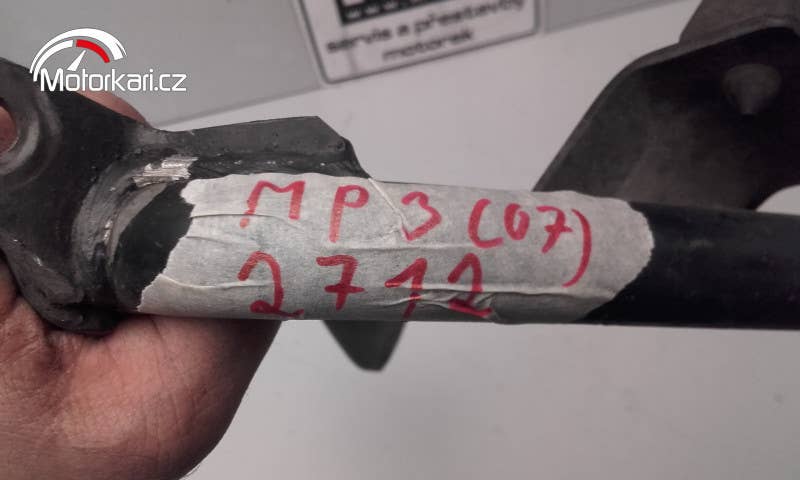 Motorkari.cz
servis a přestavby
motorek
MP3 (07)
2712